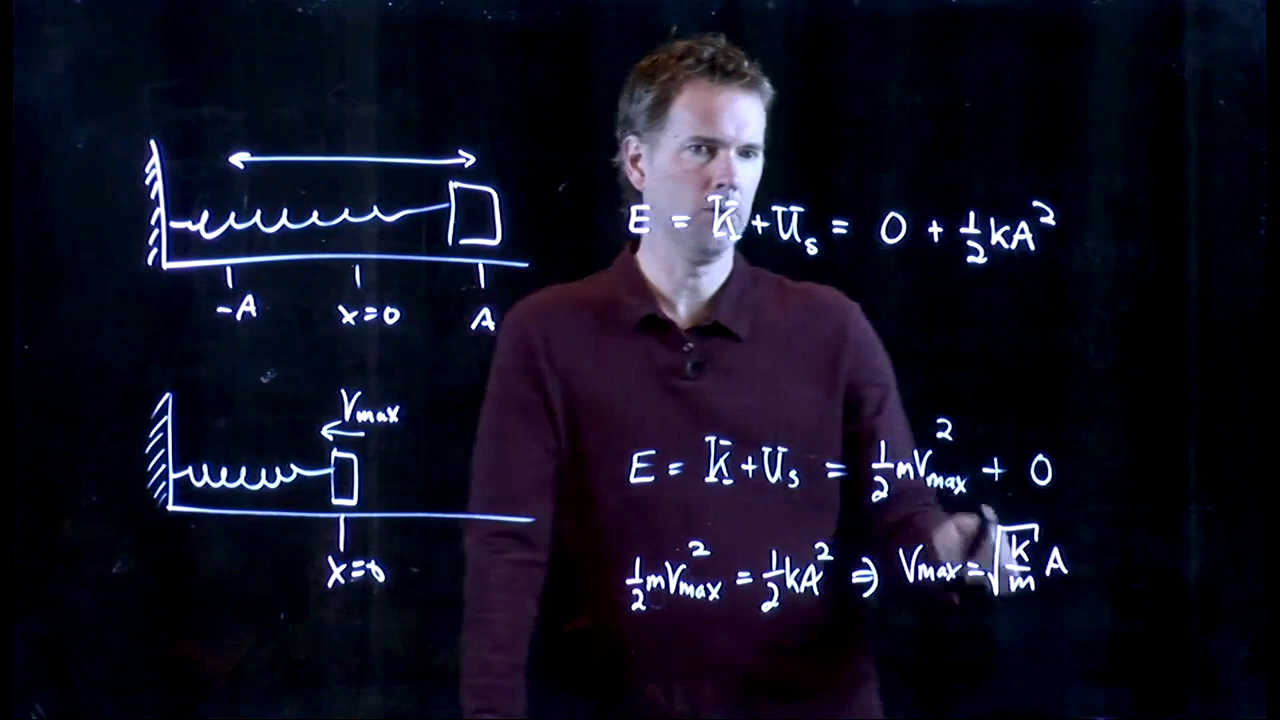 E = K + U_s = 0 + ½kA²
-A x=0 A
V_max
E = K + U_s = ½mV_max² + 0
½mV_max² = ½kA² ⇒ V_max = √(k/m) A
x=0